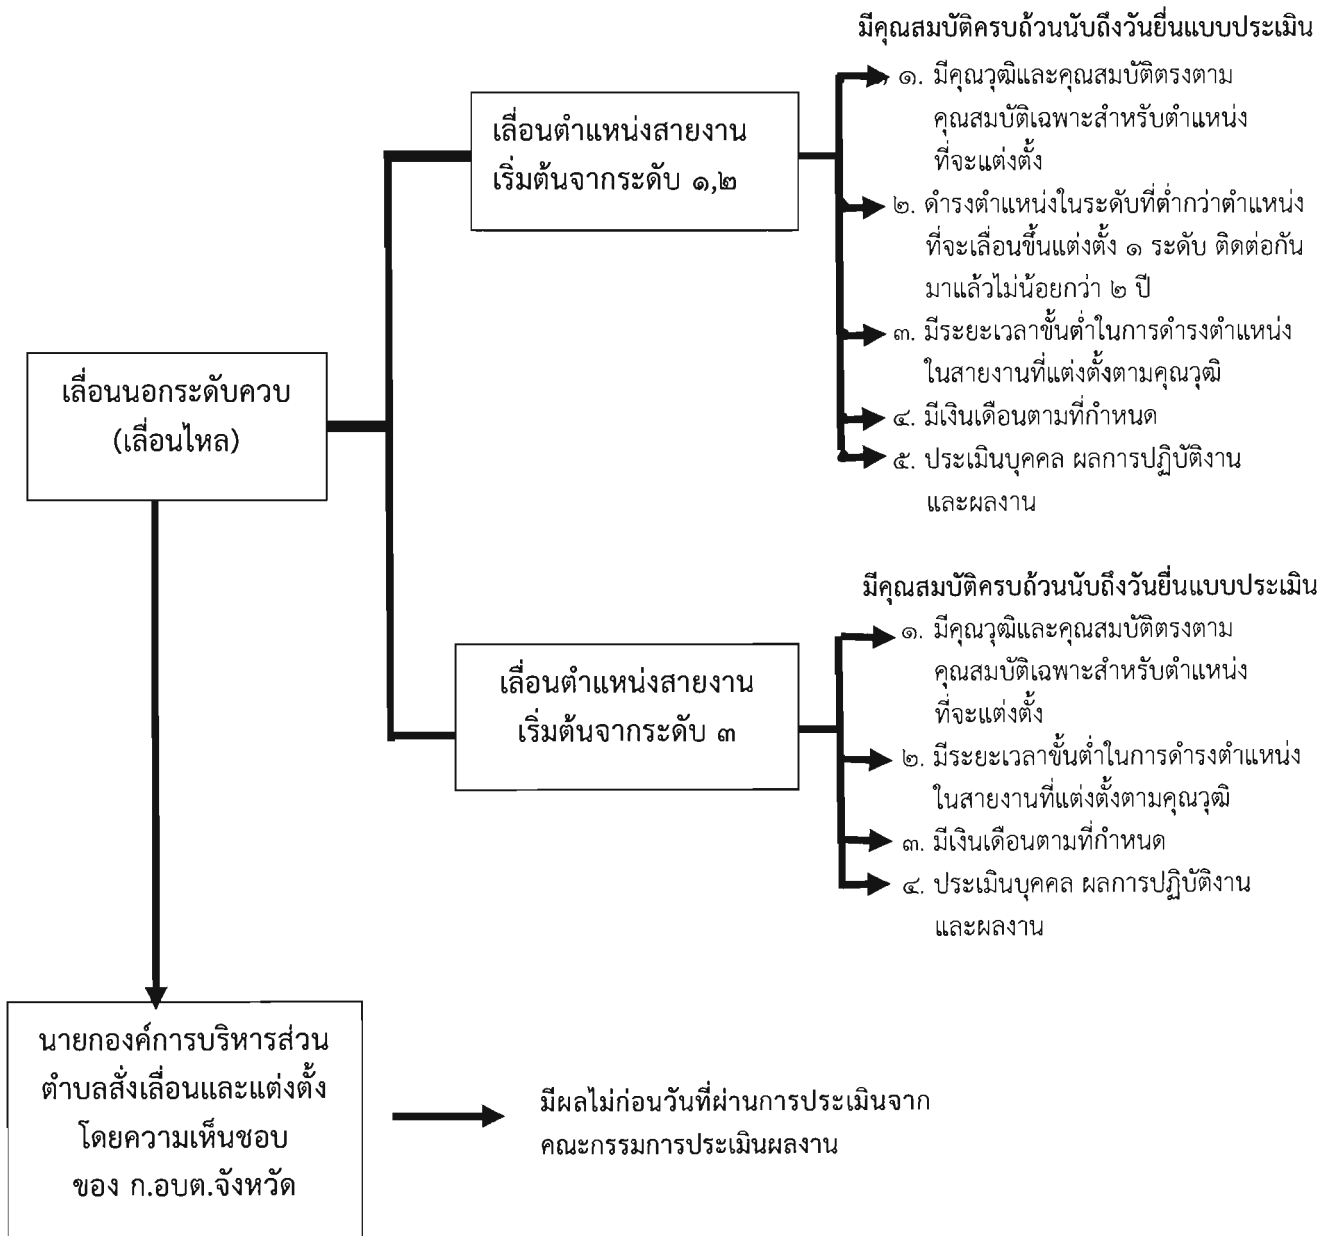 มีคุณสมบัติครบถ้วนนับถึงวันยื่นแบบประเมิน
๑. มีคุณวุฒิและคุณสมบัติตรงตาม
คุณสมบัติเฉพาะสำหรับตำแหน่ง
ที่จะแต่งตั้ง
เลื่อนตำแหน่งสายงาน
เริ่มต้นจากระดับ ๑,๒
๒. ดำรงตำแหน่งในระดับที่ต่ำกว่าตำแหน่ง
ที่จะเลื่อนขึ้นแต่งตั้ง ๑ ระดับ ติดต่อกัน
มาแล้วไม่น้อยกว่า ๒ ปี
๓. มีระยะเวลาขั้นต่ำในการดำรงตำแหน่ง
ในสายงานที่แต่งตั้งตามคุณวุฒิ
๔. มีเงินเดือนตามที่กำหนด
๕. ประเมินบุคคล ผลการปฏิบัติงาน
และผลงาน
เลื่อนนอกระดับควบ
(เลื่อนไหล)
มีคุณสมบัติครบถ้วนนับถึงวันยื่นแบบประเมิน
๑. มีคุณวุฒิและคุณสมบัติตรงตาม
คุณสมบัติเฉพาะสำหรับตำแหน่ง
ที่จะแต่งตั้ง
เลื่อนตำแหน่งสายงาน
เริ่มต้นจากระดับ ๓
๒. มีระยะเวลาขั้นต่ำในการดำรงตำแหน่ง
ในสายงานที่แต่งตั้งตามคุณวุฒิ
๓. มีเงินเดือนตามที่กำหนด
๔. ประเมินบุคคล ผลการปฏิบัติงาน
และผลงาน
นายกองค์การบริหารส่วน
ตำบลสั่งเลื่อนและแต่งตั้ง
โดยความเห็นชอบ
ของ ก.อบต.จังหวัด
มีผลไม่ก่อนวันที่ผ่านการประเมินจาก
คณะกรรมการประเมินผลงาน